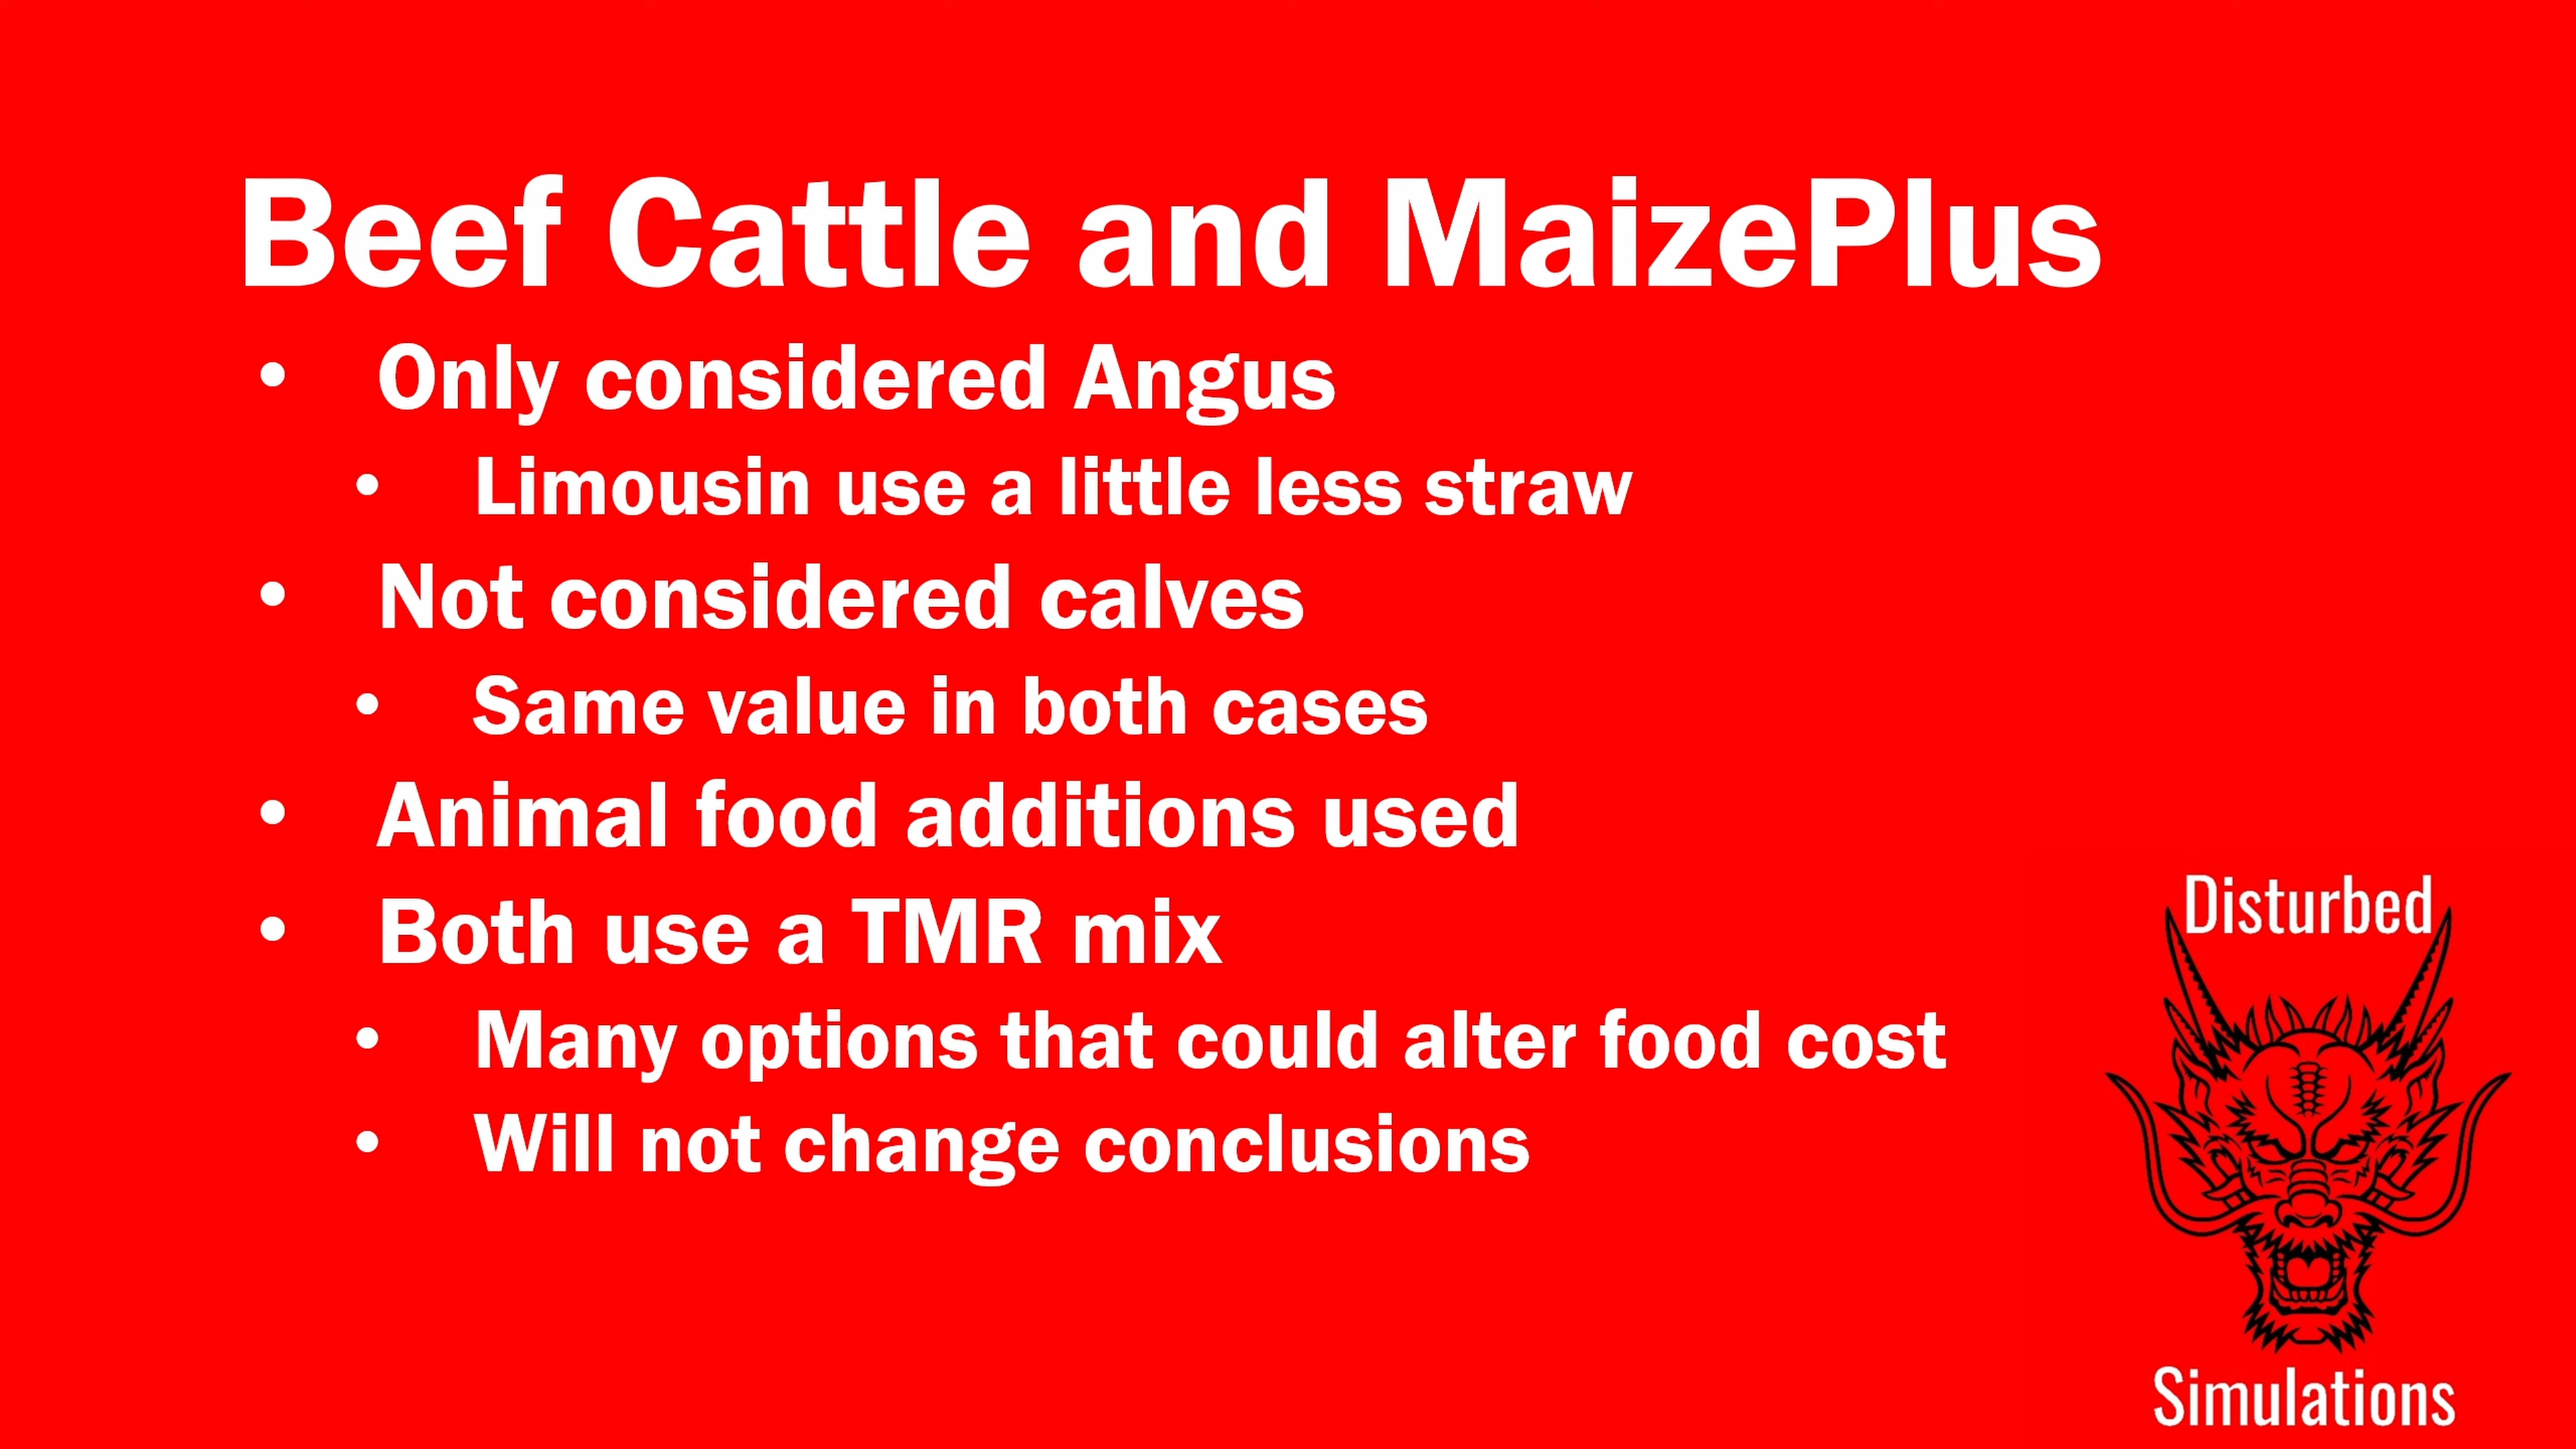 Beef Cattle and MaizePlus
• Only considered Angus
• Limousin use a little less straw
• Not considered calves
• Same value in both cases
• Animal food additions used
• Both use a TMR mix
• Many options that could alter food cost
• Will not change conclusions
Disturbed
Simulations